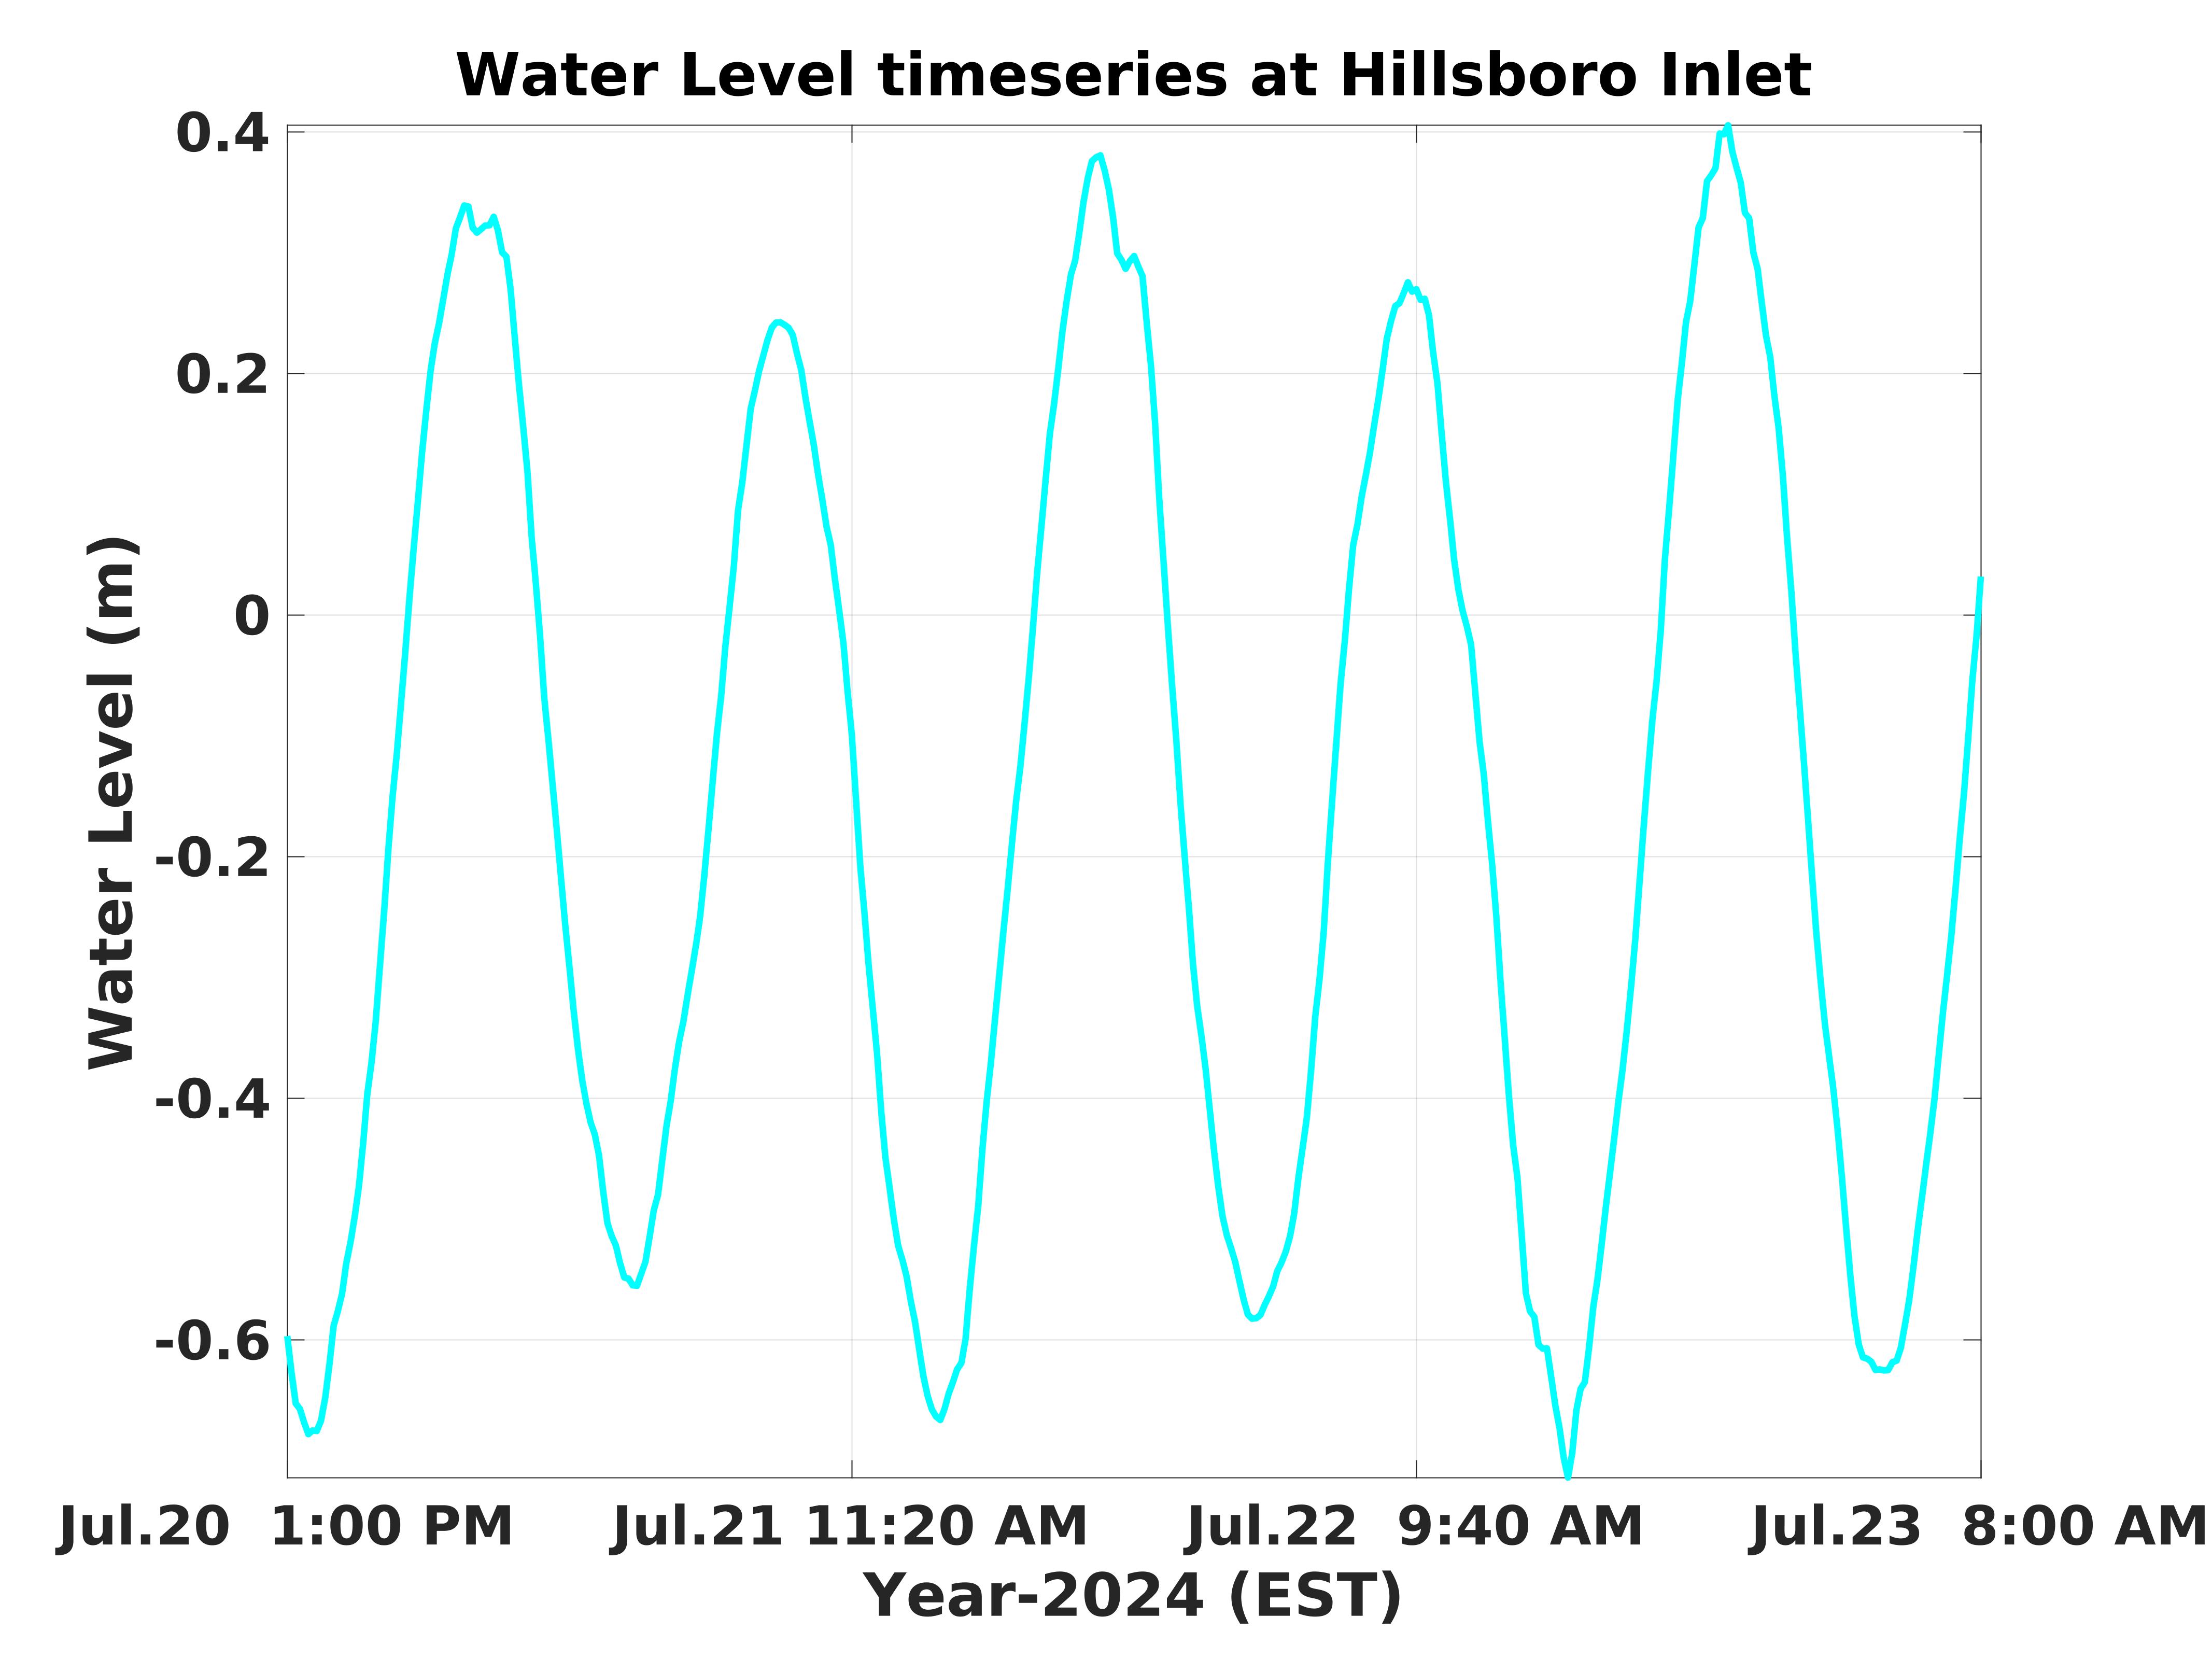 Water Level timeseries at Hillsboro Inlet
0.4
0.2
0
-0.2
-0.4
-0.6
Water Level (m)
Jul.20 1:00 PM
Jul.21 11:20 AM
Jul.22 9:40 AM
Jul.23 8:00 AM
Year-2024 (EST)